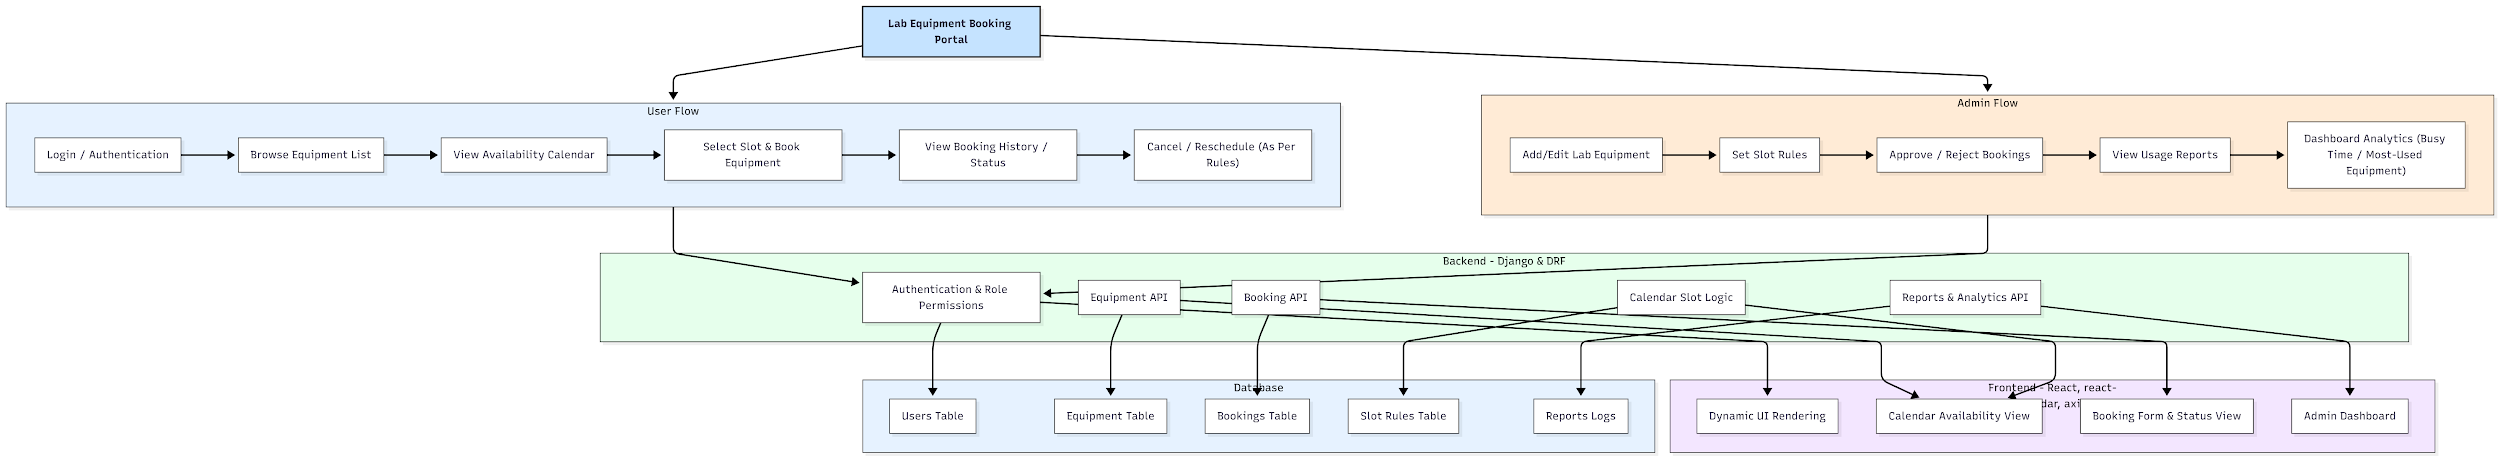 Lab Equipment Booking
Portal
User Flow
Login / Authentication
Browse Equipment List
View Availability Calendar
Select Slot & Book
Equipment
View Booking History /
Status
Cancel / Reschedule (As Per
Rules)
Admin Flow
Add/Edit Lab Equipment
Set Slot Rules
Approve / Reject Bookings
View Usage Reports
Dashboard Analytics (Busy
Time / Most-Used
Equipment)
Backend - Django & DRF
Authentication & Role
Permissions
Equipment API
Booking API
Calendar Slot Logic
Reports & Analytics API
Database
Users Table
Equipment Table
Bookings Table
Slot Rules Table
Reports Logs
Frontend - React, react-
Dynamic UI Rendering
Calendar Availability View
Booking Form & Status View
Admin Dashboard